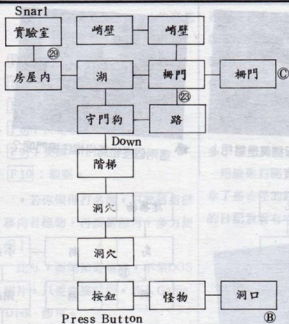 Snarl
實驗室 峭壁 峭壁
㉙
房屋內 湖 柵門 柵門 Ⓒ
㉓
守門狗 路
Down
階梯
洞穴
洞穴
按鈕 怪物 洞口
Press Button Ⓑ